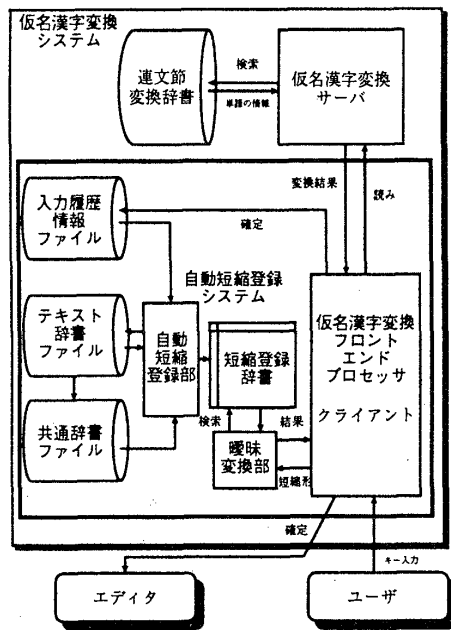 仮名漢字変換
システム
連文節
変換辞書
検索
単語の情報
仮名漢字変換
サーバ
変換結果
読み
入力履歴
情報
ファイル
確定
自動短縮登録
システム
テキスト
辞書
ファイル
自動
短縮
登録部
短縮登録
辞書
仮名漢字変換
フロント
エンド
プロセッサ
クライアント
共通辞書
ファイル
検索
結果
曖昧
変換部
短縮形
確定
キー入力
エディタ
ユーザ